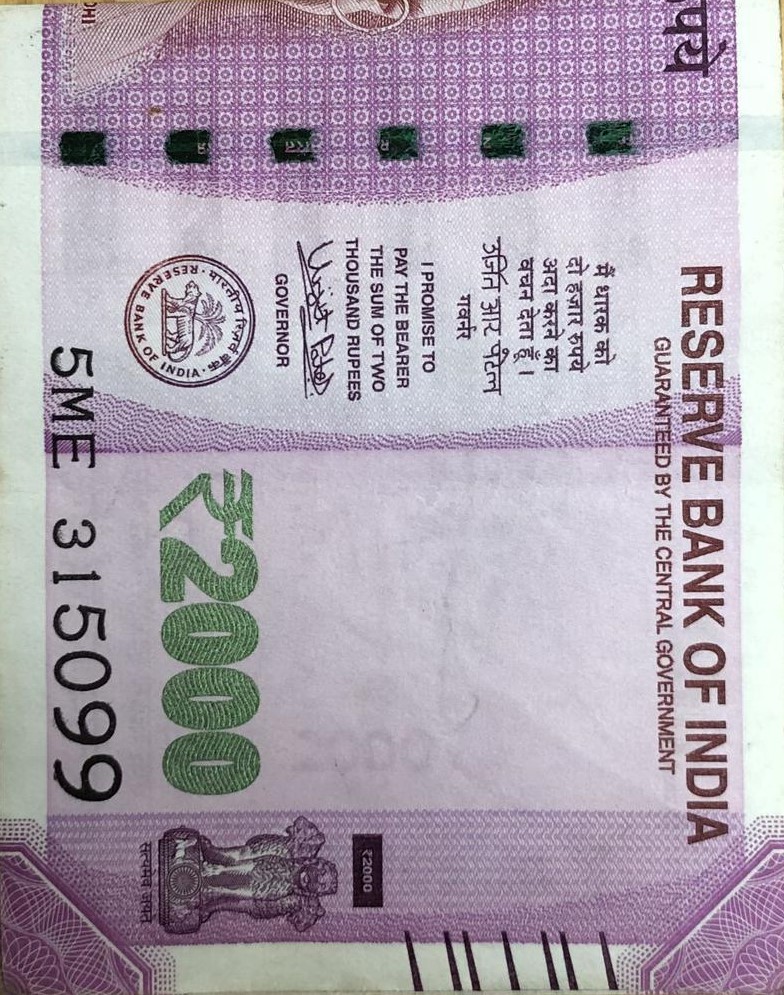 पये
RESERVE BANK OF INDIA
GUARANTEED BY THE CENTRAL GOVERNMENT
मैं धारक को
दो हज़ार रुपये
अदा करने का
वचन देता हूँ।
उर्जित आर पटेल
गवर्नर
I PROMISE TO
PAY THE BEARER
THE SUM OF TWO
THOUSAND RUPEES
GOVERNOR
भारतीय रिज़र्व बैंक
RESERVE BANK OF INDIA
₹2000
₹2000
सत्यमेव जयते
5ME 315099